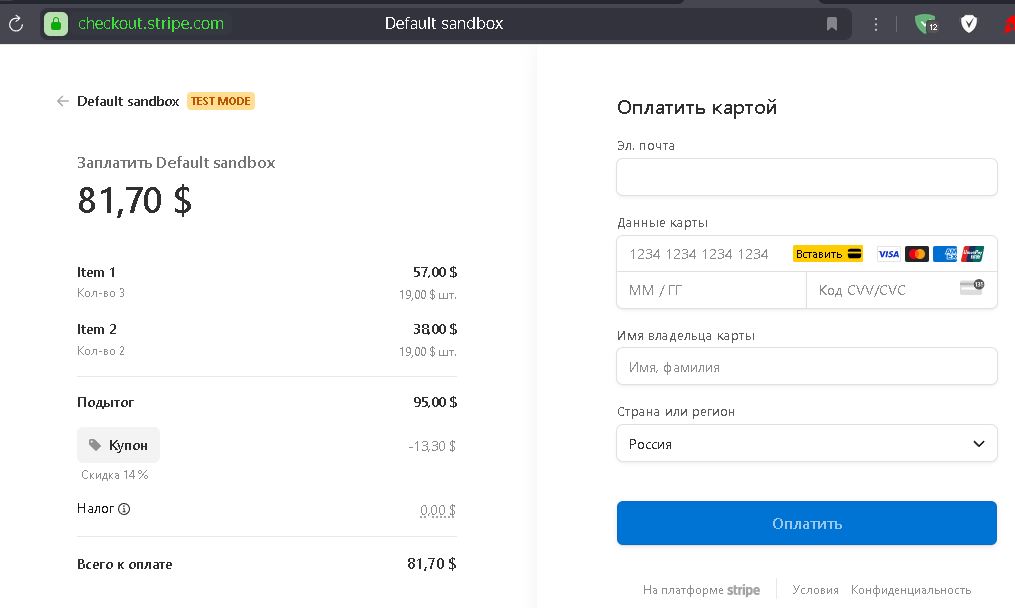 checkout.stripe.com
Default sandbox
12
Default sandbox TEST MODE
Заплатить Default sandbox
81,70 $
Item 1 57,00 $
Кол-во 3 19,00 $ шт.
Item 2 38,00 $
Кол-во 2 19,00 $ шт.
Подытог 95,00 $
Купон -13,30 $
Скидка 14 %
Налог 0,00 $
Всего к оплате 81,70 $
Оплатить картой
Эл. почта
Данные карты
1234 1234 1234 1234 Вставить VISA
ММ / ГГ Код CVV/CVC
Имя владельца карты
Имя, фамилия
Страна или регион
Россия
Оплатить
На платформе stripe Условия Конфиденциальность